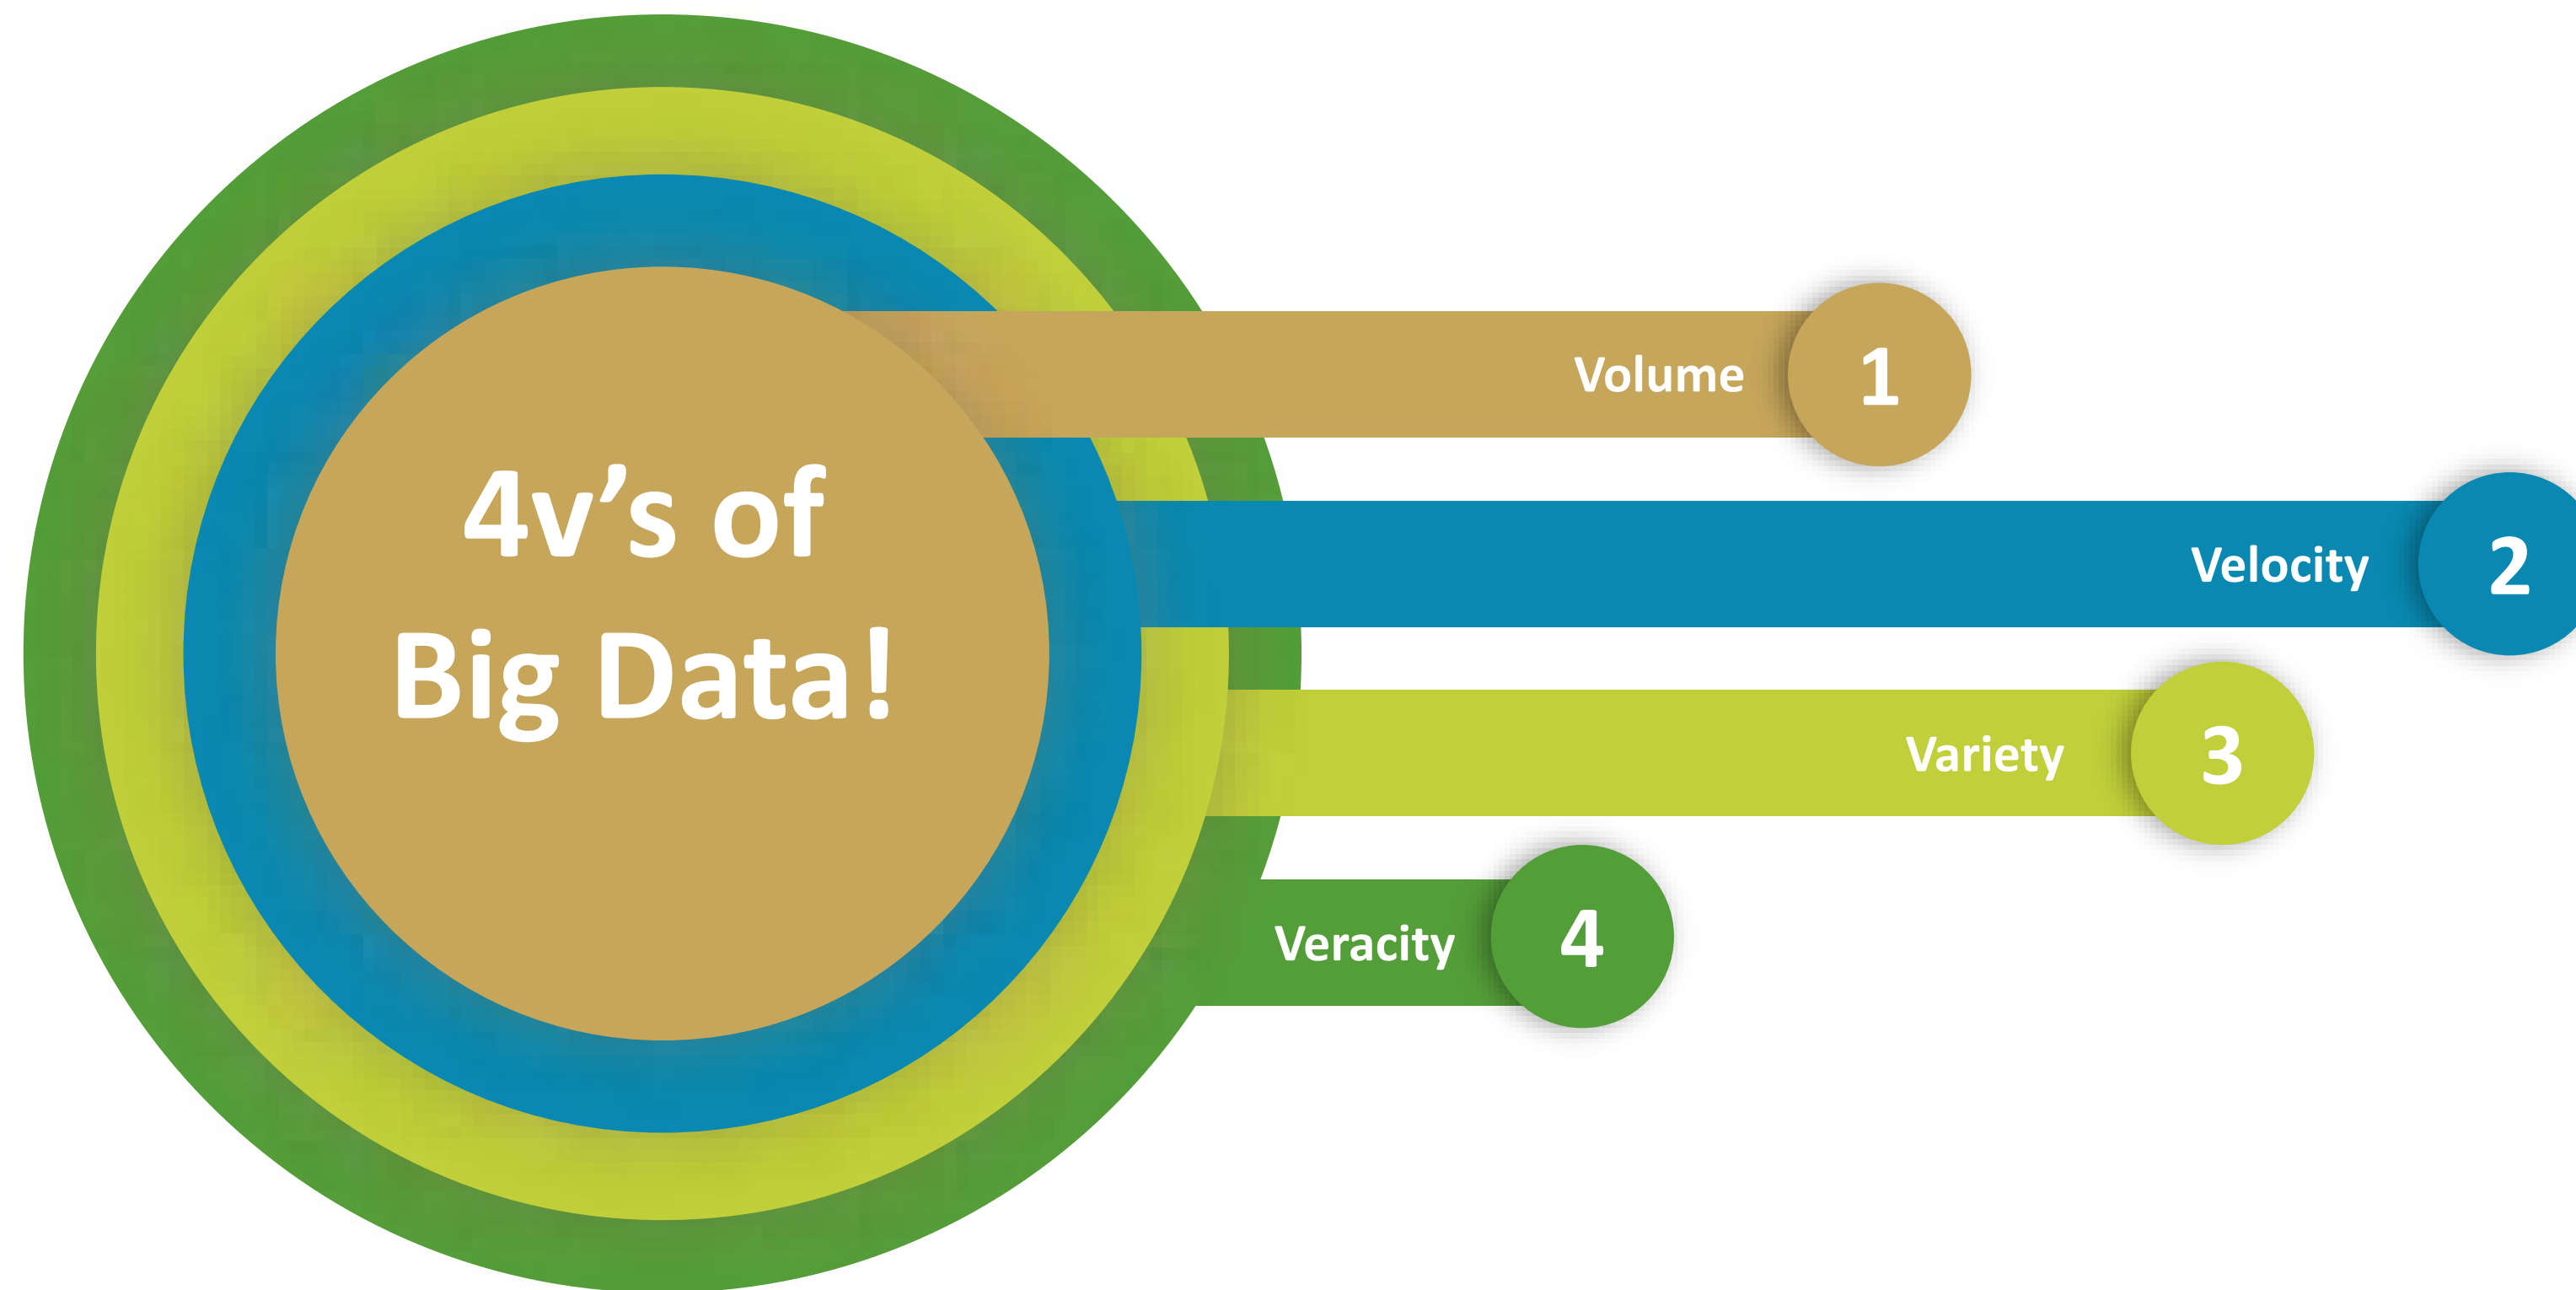 4v’s of
Big Data!
Volume 1
Velocity 2
Variety 3
Veracity 4